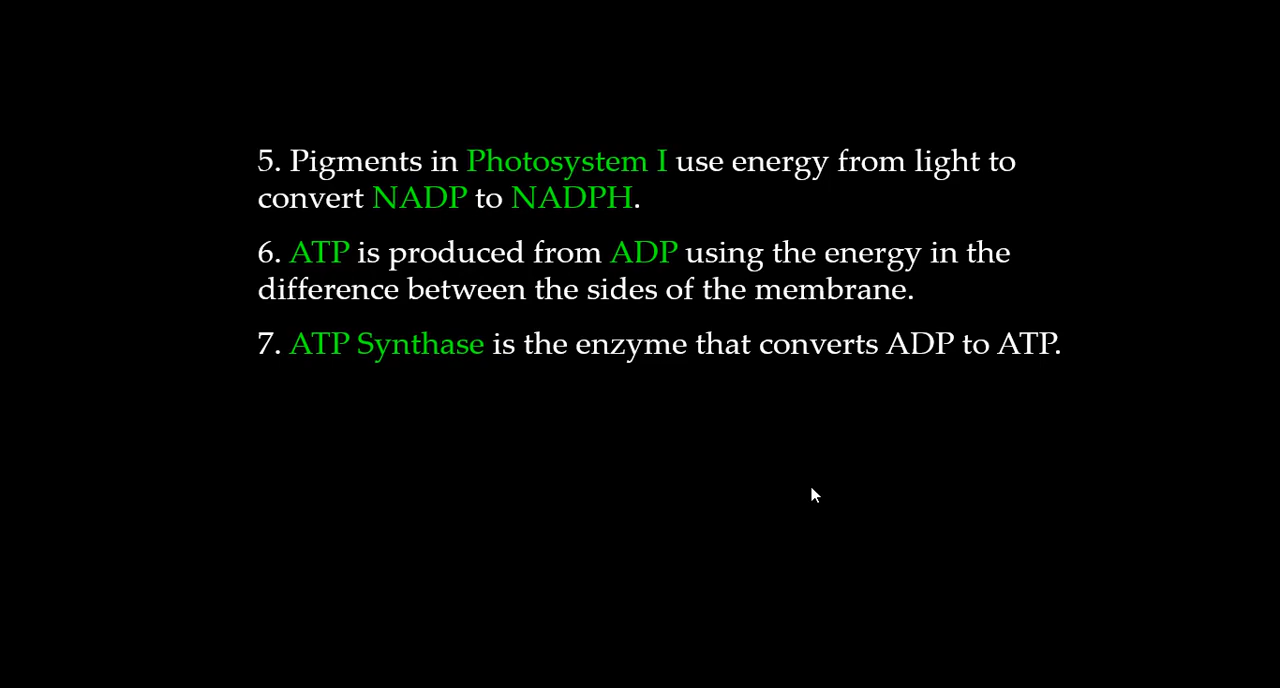 5. Pigments in Photosystem I use energy from light to
convert NADP to NADPH.
6. ATP is produced from ADP using the energy in the
difference between the sides of the membrane.
7. ATP Synthase is the enzyme that converts ADP to ATP.